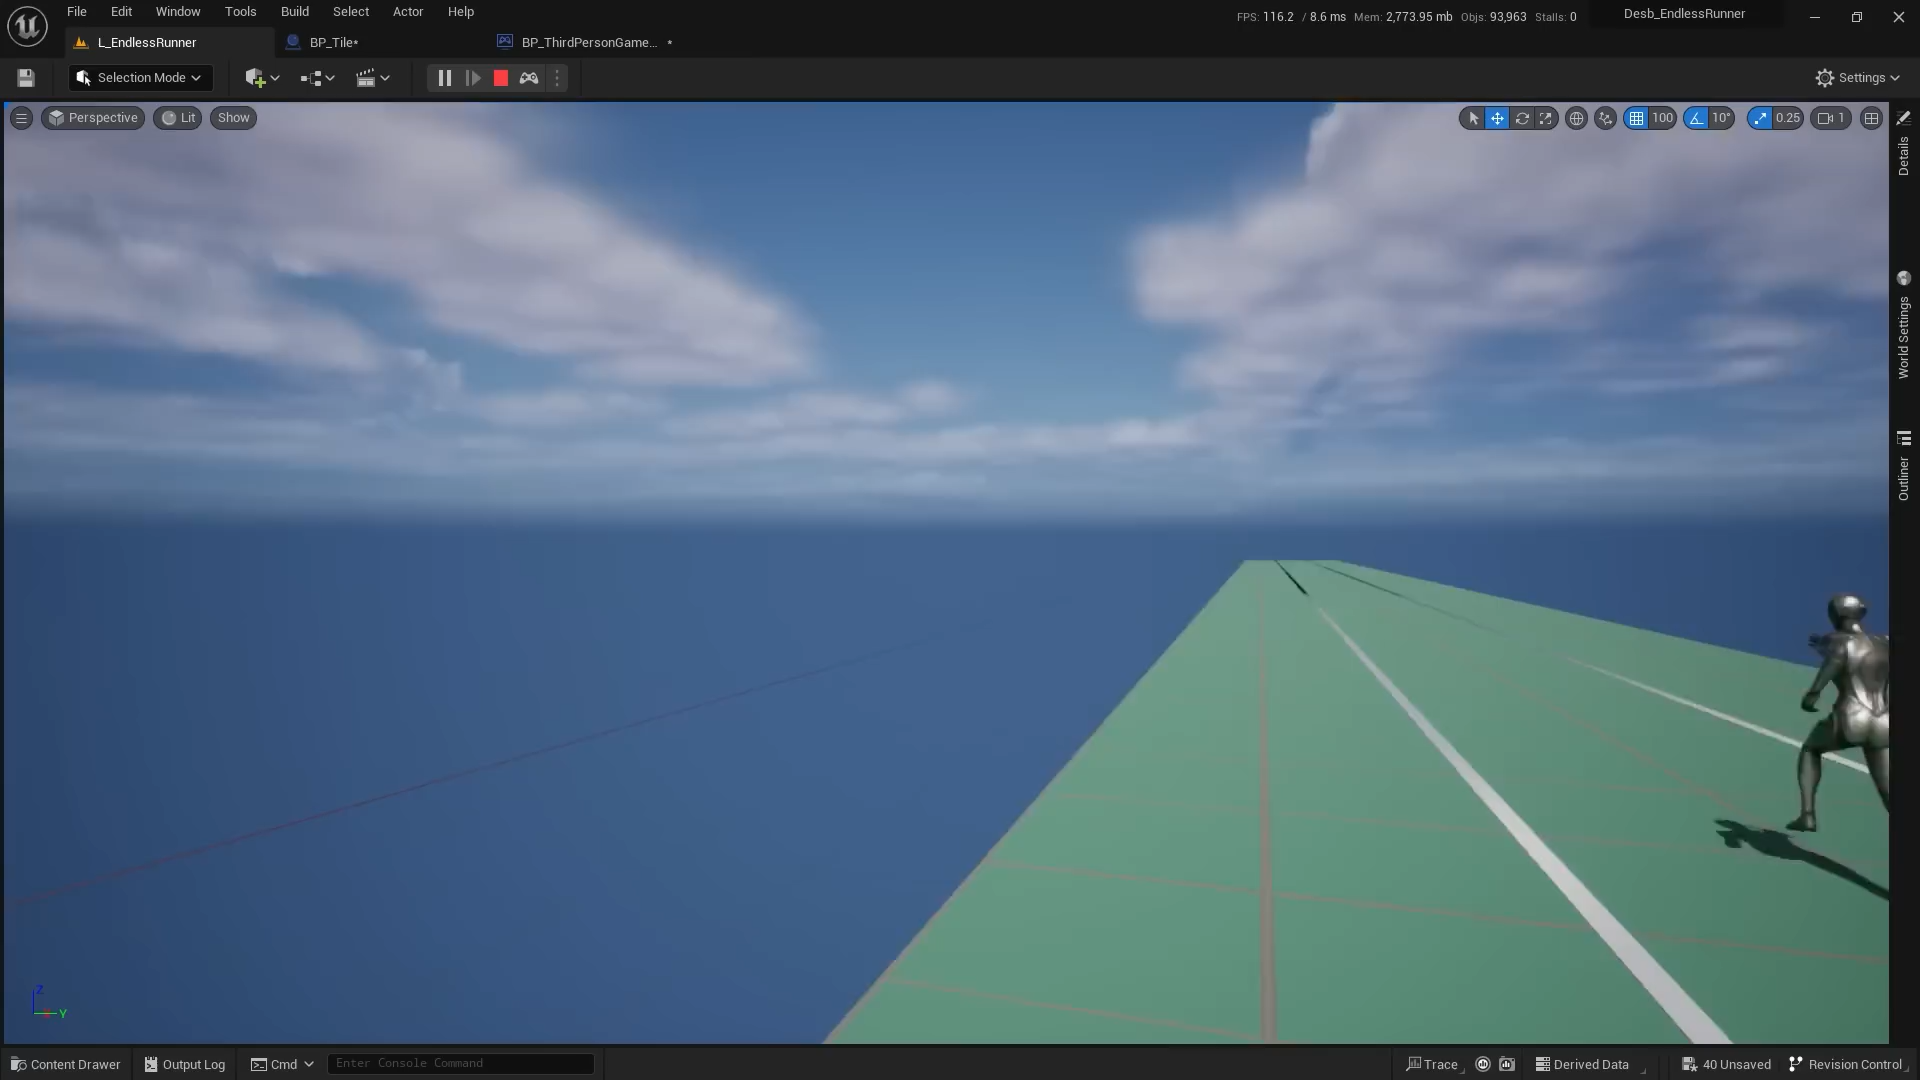 File Edit Window Tools Build Select Actor Help
FPS: 116.2 / 8.6 ms Mem: 2,773.95 mb Objs: 93,963 Stalls: 0
Desb_EndlessRunner
L_EndlessRunner
BP_Tile*
BP_ThirdPersonGame... *
Selection Mode
Settings
Perspective
Lit
Show
100
10°
0.25
1
Details
World Settings
Outliner
Z
Y
Content Drawer
Output Log
Cmd
Enter Console Command
Trace
Derived Data
40 Unsaved
Revision Control